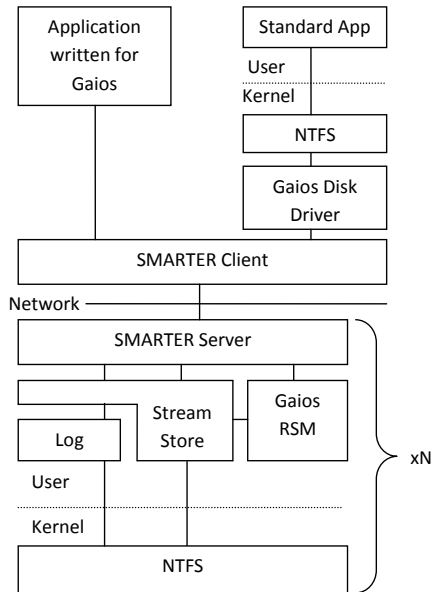 Application
written for
Gaios
Standard App
User
Kernel
NTFS
Gaios Disk
Driver
SMARTER Client
Network
SMARTER Server
Stream
Store
Gaios
RSM
Log
xN
User
Kernel
NTFS